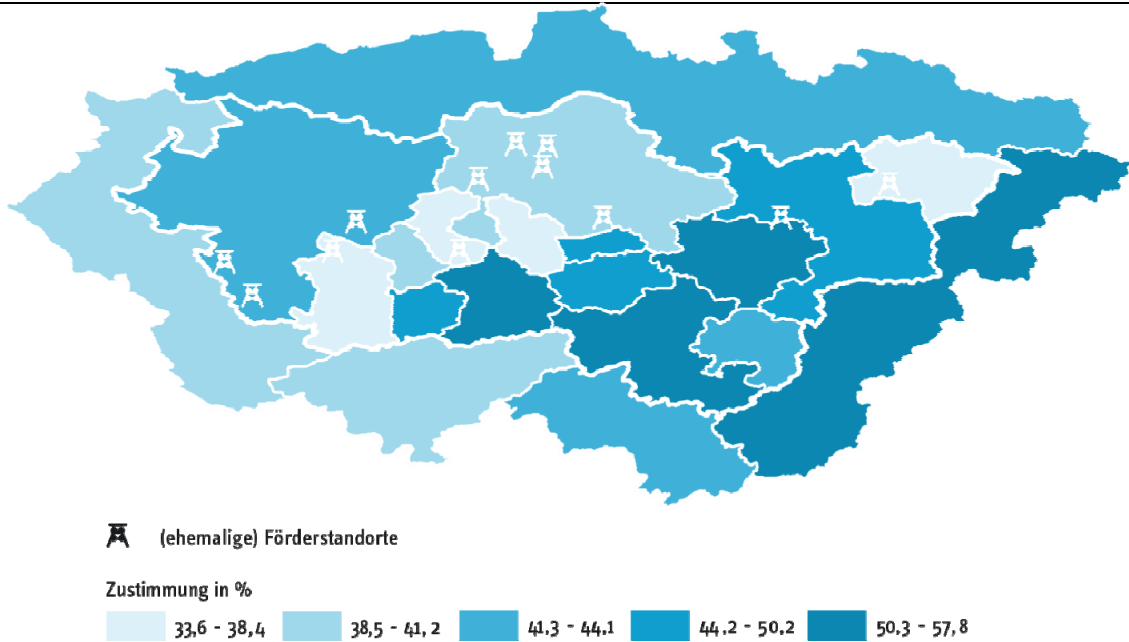 (ehemalige) Förderstandorte
Zustimmung in %
33,6 - 38,4 38,5 - 41,2 41,3 - 44,1 44,2 - 50,2 50,3 - 57,8